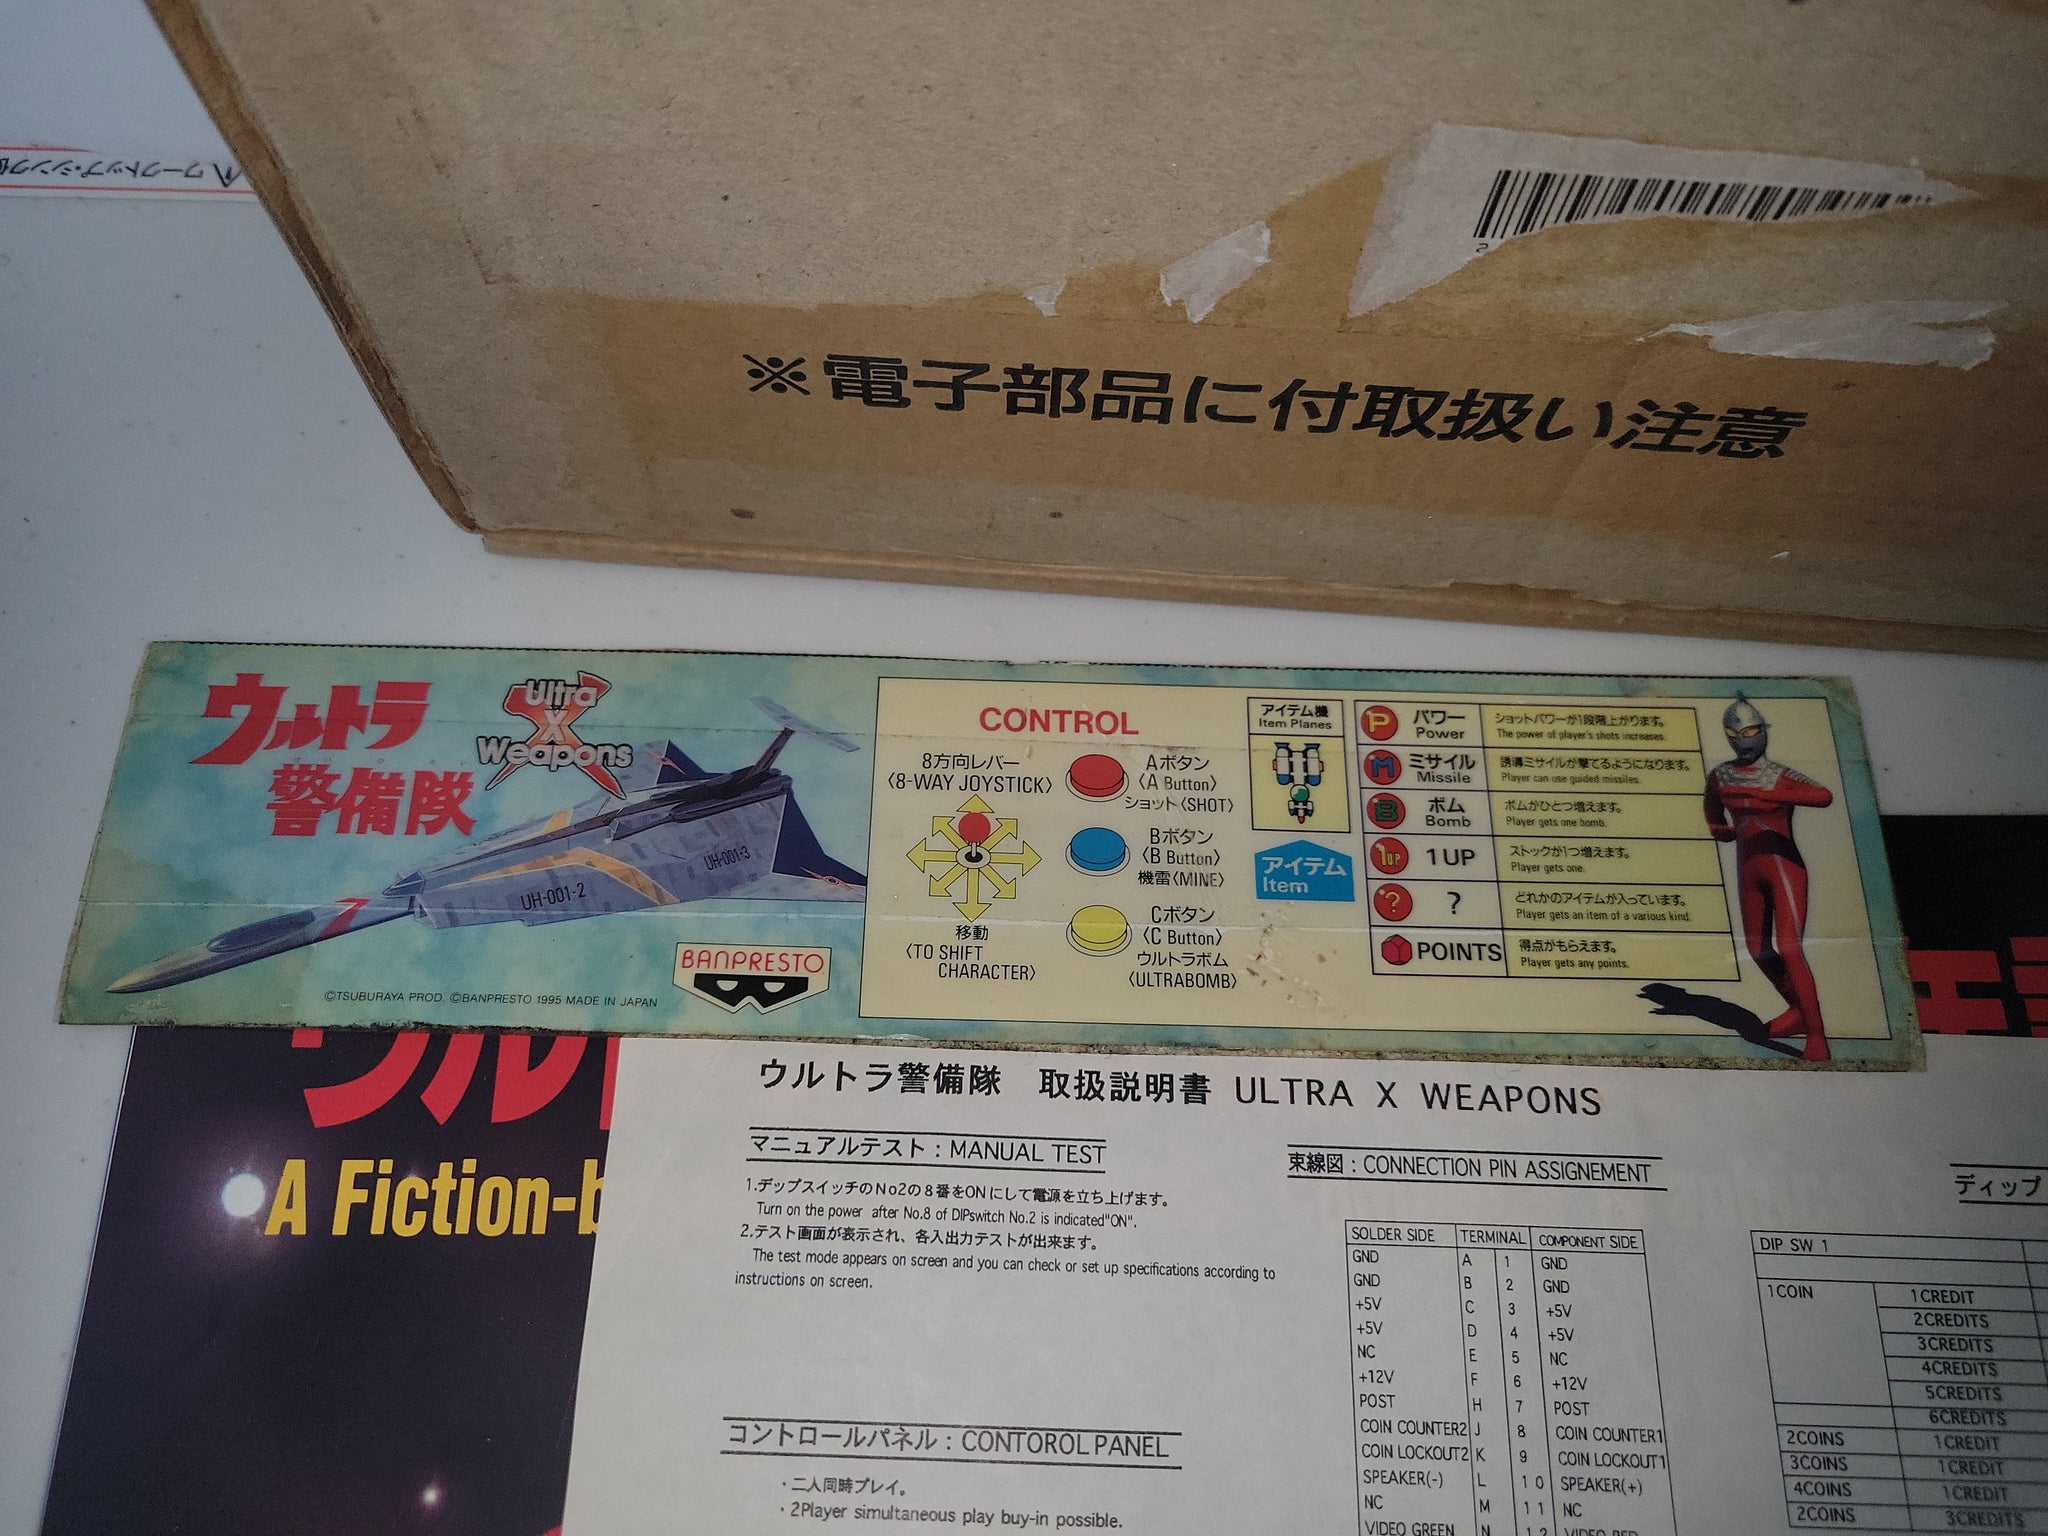 ワークトップ・シンク
※電子部品に付取扱い注意
ウルトラ
警備隊
Ultra
X
Weapons
UH-001-2
UH-001-3
BANPRESTO
©TSUBURAYA PROD. ©BANPRESTO 1995 MADE IN JAPAN
CONTROL
8方向レバー
〈8-WAY JOYSTICK〉
移動
〈TO SHIFT
CHARACTER〉
Aボタン
〈A Button〉
ショット〈SHOT〉
Bボタン
〈B Button〉
機雷〈MINE〉
Cボタン
〈C Button〉
ウルトラボム
〈ULTRABOMB〉
アイテム機
Item Planes
アイテム
Item
P パワー
Power
ショットパワーが1段階上がります。
The power of player's shots increases.
M ミサイル
Missile
誘導ミサイルが撃てるようになります。
Player can use guided missiles.
B ボム
Bomb
ボムがひとつ増えます。
Player gets one bomb.
1UP 1UP
ストックが1つ増えます。
Player gets one.
? ?
どれかのアイテムが入っています。
Player gets an item of a various kind.
POINTS
得点がもらえます。
Player gets any points.
A Fiction-b
ウルトラ警備隊 取扱説明書 ULTRA X WEAPONS
マニュアルテスト : MANUAL TEST
1.デップスイッチのNo2の8番をONにして電源を立ち上げます。
Turn on the power after No.8 of DIPswitch No.2 is indicated"ON".
2.テスト画面が表示され、各入出力テストが出来ます。
The test mode appears on screen and you can check or set up specifications according to
instructions on screen.
コントロールパネル : CONTOROL PANEL
・二人同時プレイ。
・2Player simultaneous play buy-in possible.
束線図 : CONNECTION PIN ASSIGNEMENT
SOLDER SIDE TERMINAL COMPONENT SIDE
GND A 1 GND
GND B 2 GND
+5V C 3 +5V
+5V D 4 +5V
NC E 5 NC
+12V F 6 +12V
POST H 7 POST
COIN COUNTER2 J 8 COIN COUNTER1
COIN LOCKOUT2 K 9 COIN LOCKOUT1
SPEAKER(-) L 10 SPEAKER(+)
NC M 11 NC
VIDEO GREEN N 12 VIDEO RED
ディップ
DIP SW 1
1COIN 1CREDIT
2CREDITS
3CREDITS
4CREDITS
5CREDITS
6CREDITS
2COINS 1CREDIT
3COINS 1CREDIT
4COINS 1CREDIT
2COINS 3CREDITS